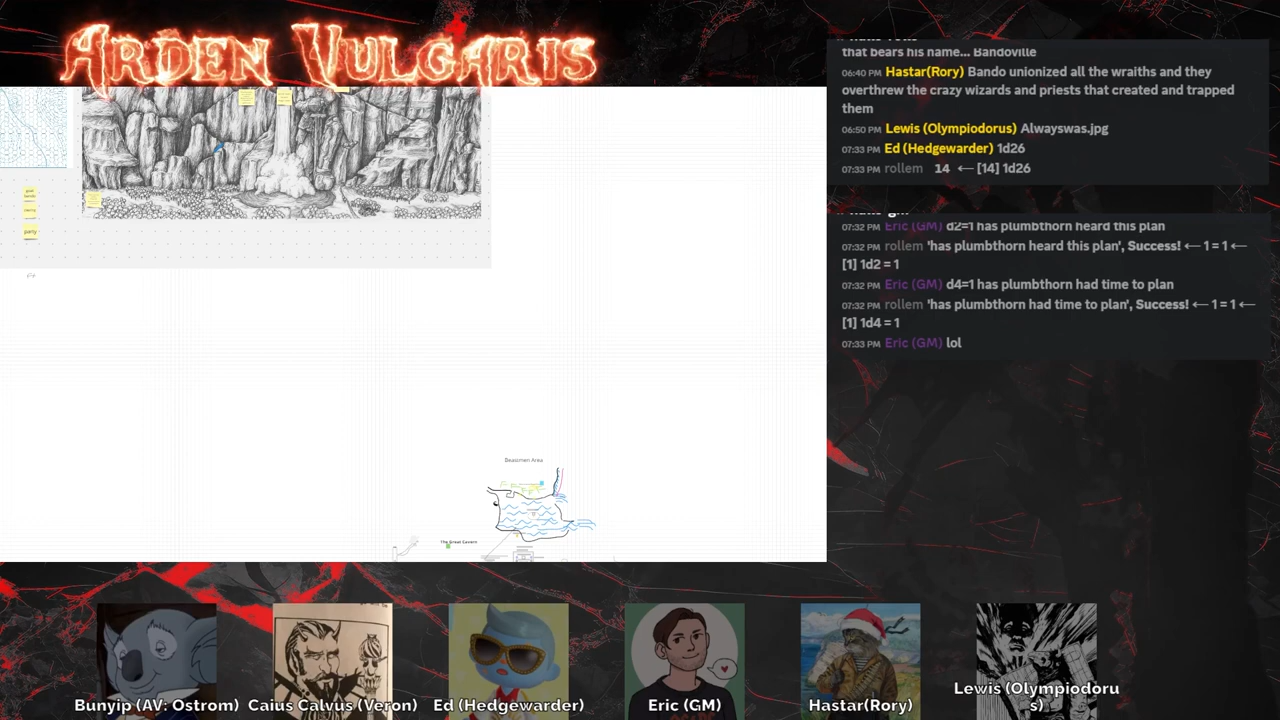 ARDEN VULGARIS
that bears his name... Bandoville
06:40 PM Hastar(Rory) Bando unionized all the wraiths and they
overthrew the crazy wizards and priests that created and trapped
them
06:50 PM Lewis (Olympiodorus) Alwayswas.jpg
07:33 PM Ed (Hedgewarder) 1d26
07:33 PM rollem 14 ⟵ [14] 1d26
07:32 PM Eric (GM) d2=1 has plumbthorn heard this plan
07:32 PM rollem 'has plumbthorn heard this plan', Success! ⟵ 1 = 1 ⟵
[1] 1d2 = 1
07:32 PM Eric (GM) d4=1 has plumbthorn had time to plan
07:32 PM rollem 'has plumbthorn had time to plan', Success! ⟵ 1 = 1 ⟵
[1] 1d4 = 1
07:33 PM Eric (GM) lol
party
Beastmen Area
The Great Cavern
Bunyip (AV: Ostrom)
Caius Calvus (Veron)
Ed (Hedgewarder)
Eric (GM)
Hastar(Rory)
Lewis (Olympiodoru
s)